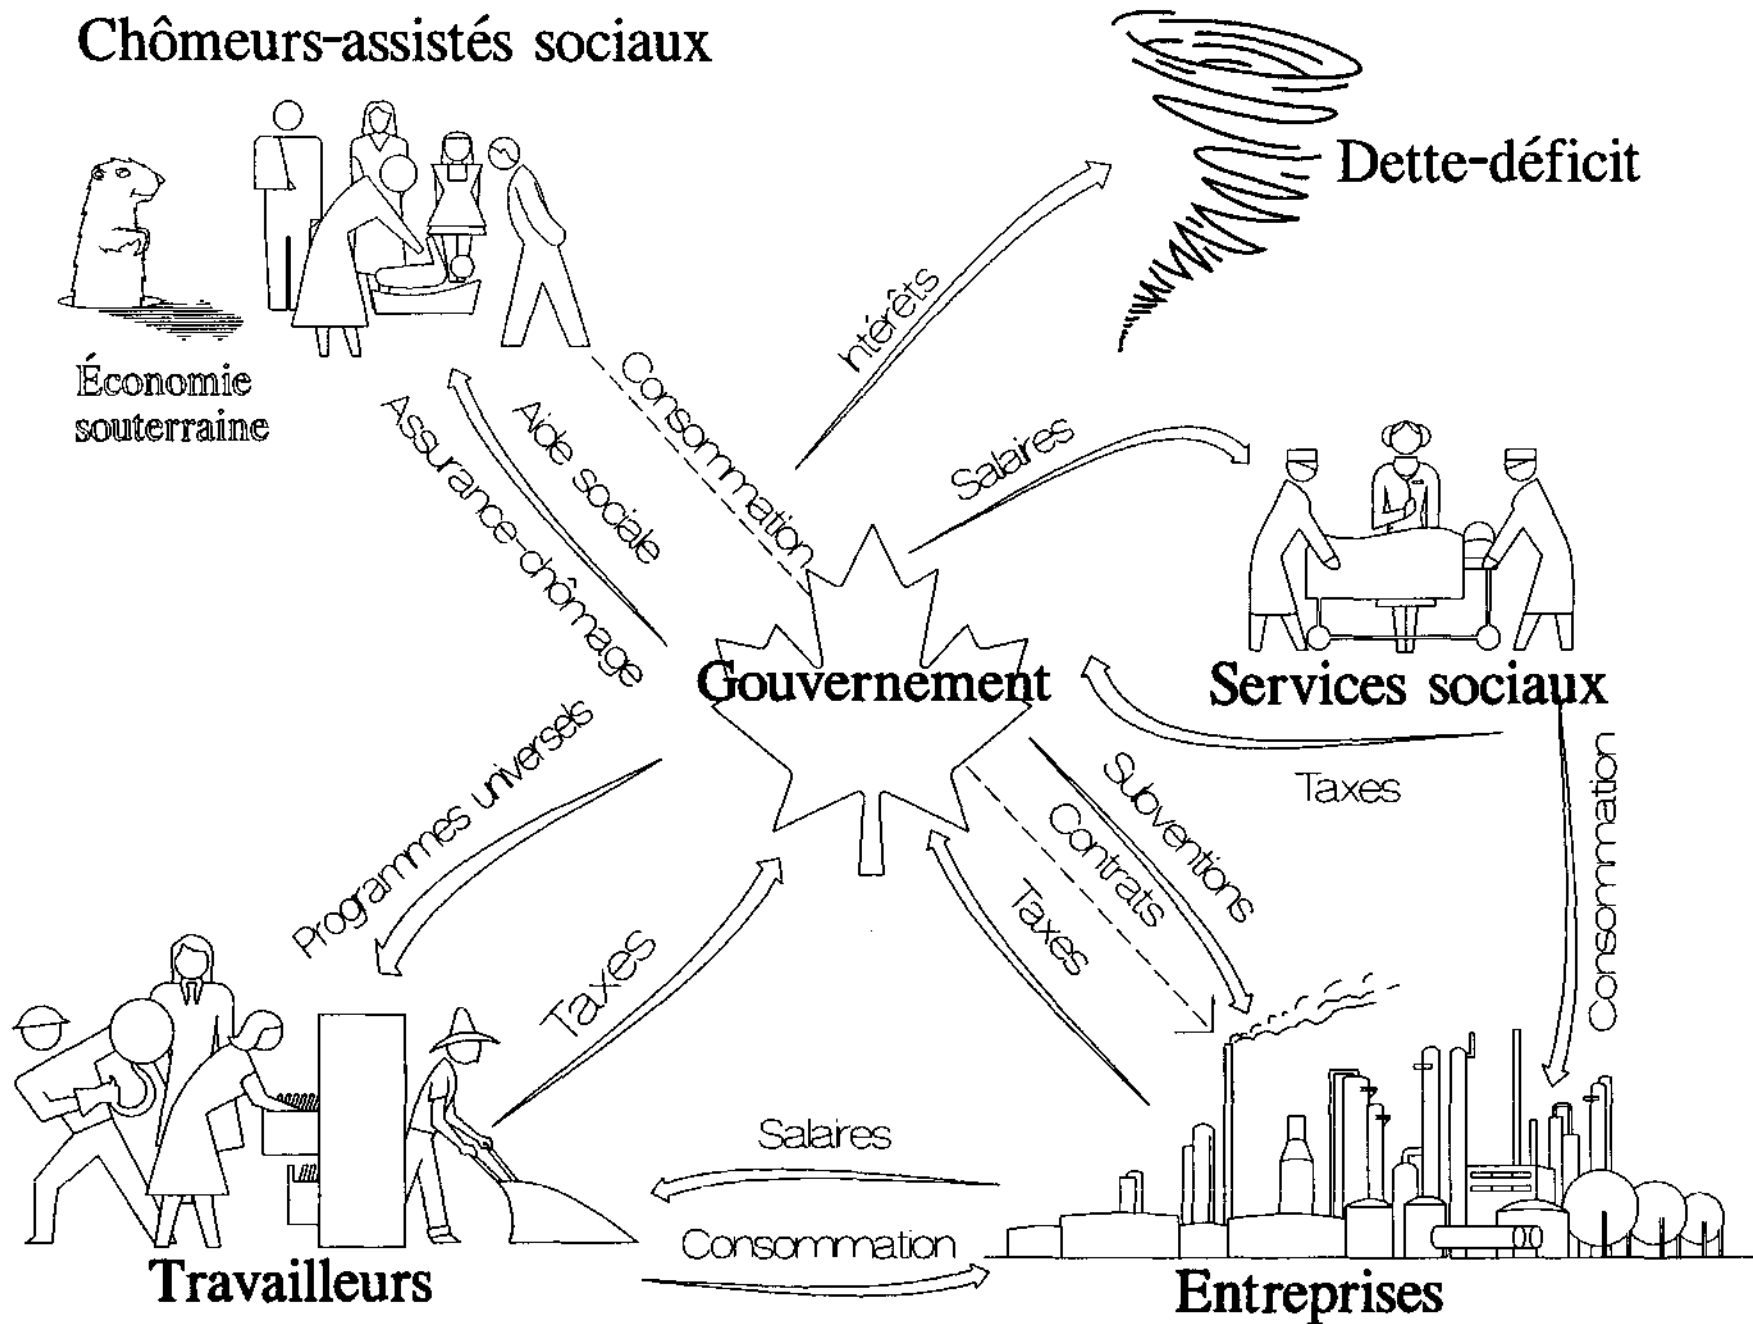 Chômeurs-assistés sociaux
Dette-déficit
Économie
souterraine
Intérêts
Consommation
Aide sociale
Assurance-chômage
Salaires
Gouvernement
Services sociaux
Programmes universels
Taxes
Subventions
Contrats
Taxes
Taxes
Consommation
Salaires
Consommation
Travailleurs
Entreprises